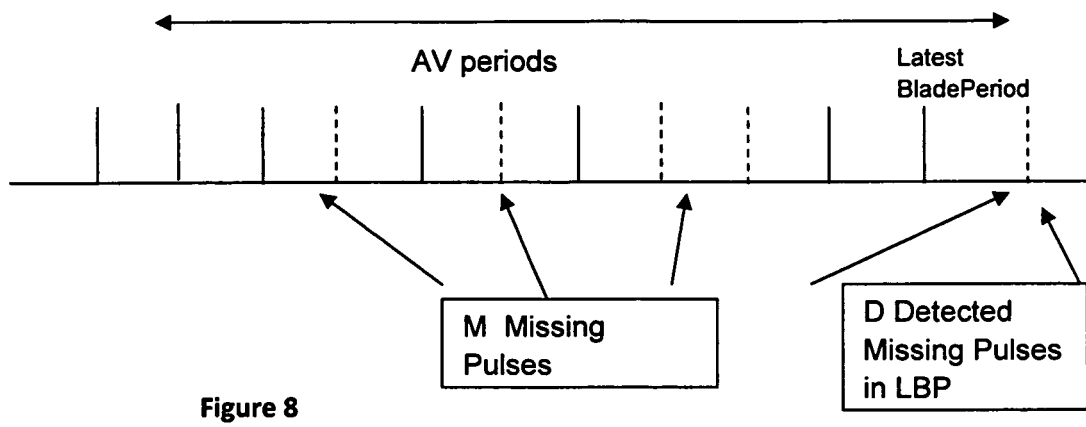 AV periods
Latest
BladePeriod
M Missing
Pulses
D Detected
Missing Pulses
in LBP
Figure 8